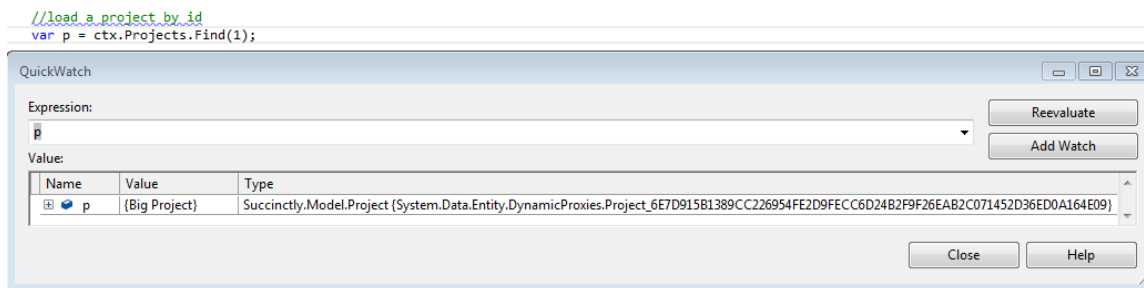 //load a project by id
var p = ctx.Projects.Find(1);
QuickWatch
Expression:
Reevaluate
p
Add Watch
Value:
Name Value Type
p {Big Project} Succinctly.Model.Project {System.Data.Entity.DynamicProxies.Project_6E7D915B1389CC226954FE2D9FECC6D24B2F9F26EAB2C071452D36ED0A164E09}
Close Help